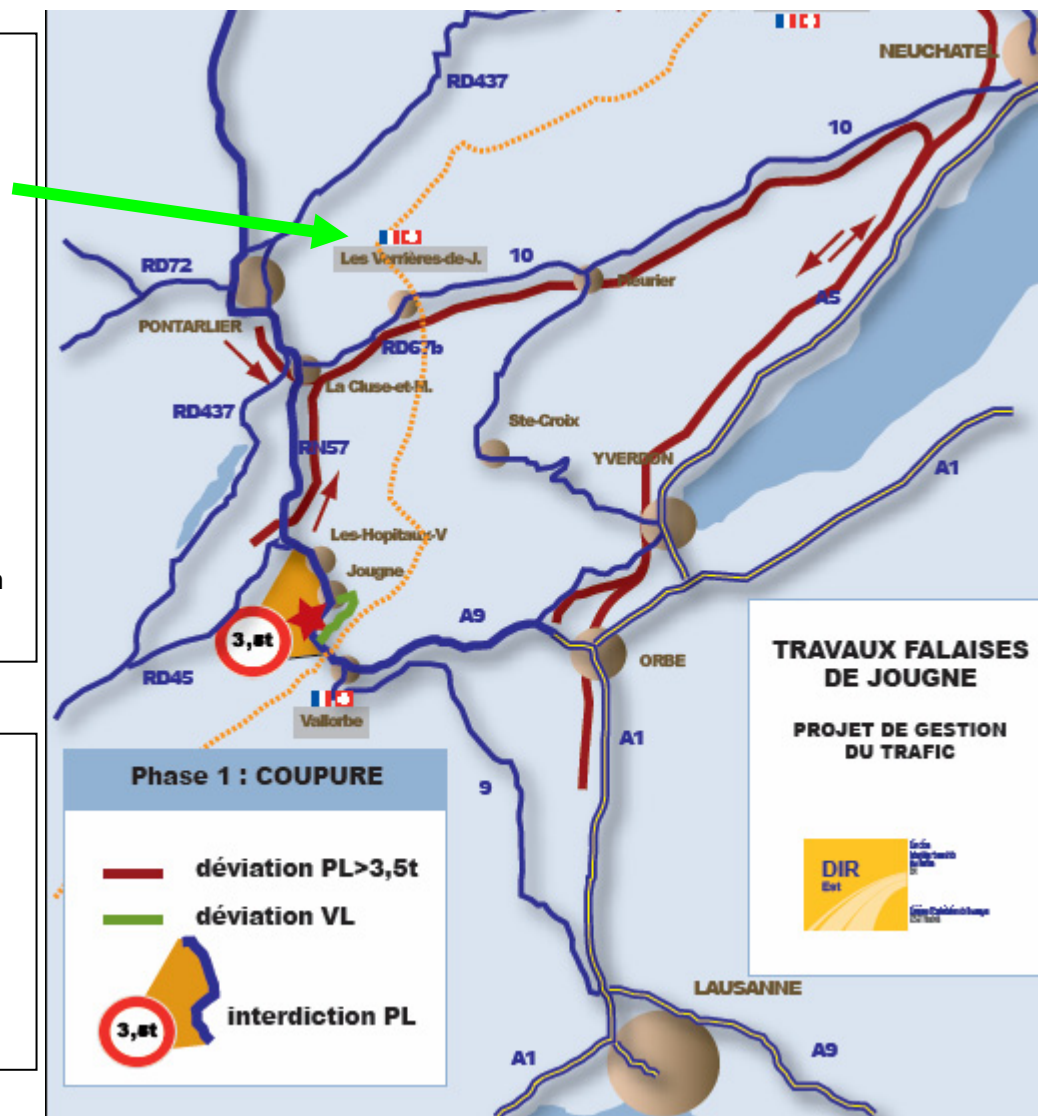 NEUCHATEL
RD437
10
Les Verrières-de-J.
10
RD72
Fleurier
A5
PONTARLIER
RD67b
La Cluse-et-M.
RD437
Ste-Croix
RN57
YVERDON
A1
Les-Hopitaux-V
Jougne
A9
3,5t
ORBE
RD45
Vallorbe
A1
9
TRAVAUX FALAISES
DE JOUGNE
PROJET DE GESTION
DU TRAFIC
DIR
Est
Phase 1 : COUPURE
déviation PL>3,5t
déviation VL
3,5t
interdiction PL
LAUSANNE
A1
A9